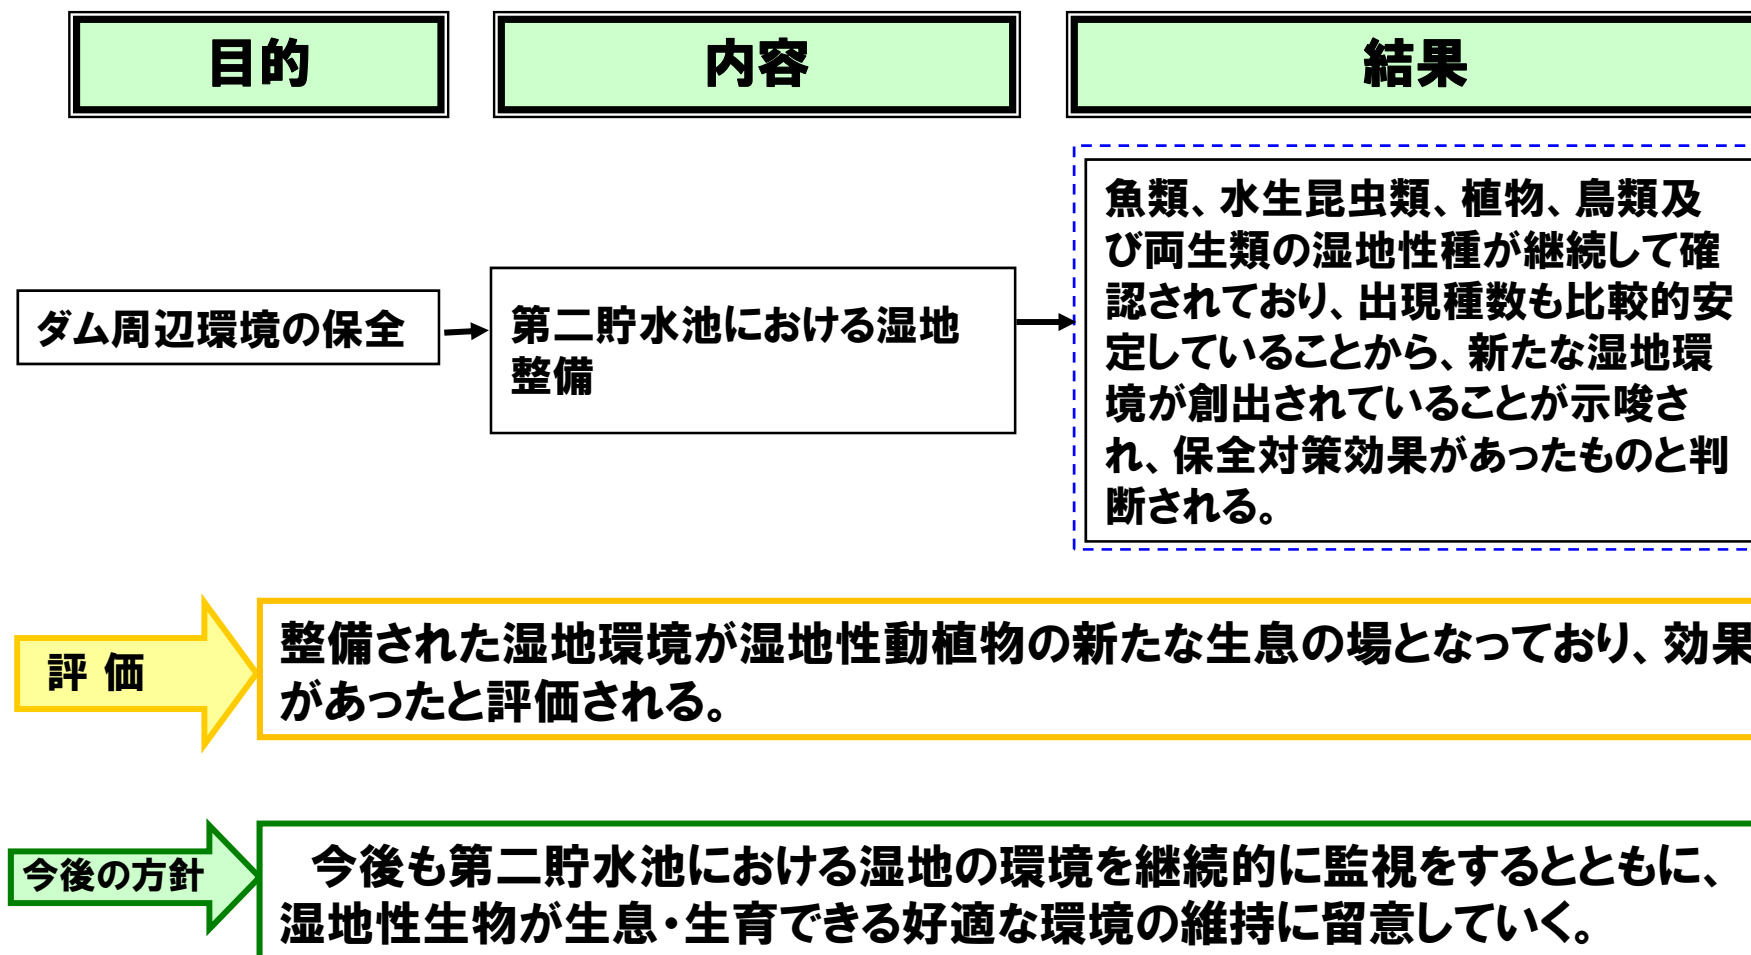 目的
内容
結果
ダム周辺環境の保全
第二貯水池における湿地
整備
魚類、水生昆虫類、植物、鳥類及
び両生類の湿地性種が継続して確
認されており、出現種数も比較的安
定していることから、新たな湿地環
境が創出されていることが示唆さ
れ、保全対策効果があったものと判
断される。
評 価
整備された湿地環境が湿地性動植物の新たな生息の場となっており、効果
があったと評価される。
今後の方針
今後も第二貯水池における湿地の環境を継続的に監視をするとともに、
湿地性生物が生息・生育できる好適な環境の維持に留意していく。